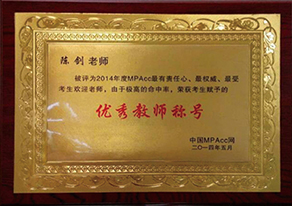 陈剑老师
被评为2014年度MPAcc最有责任心、最权威、最受
考生欢迎老师，由于极高的命中率，荣获考生赋予的
优秀教师称号
中国MPAcc网
二〇一四年五月